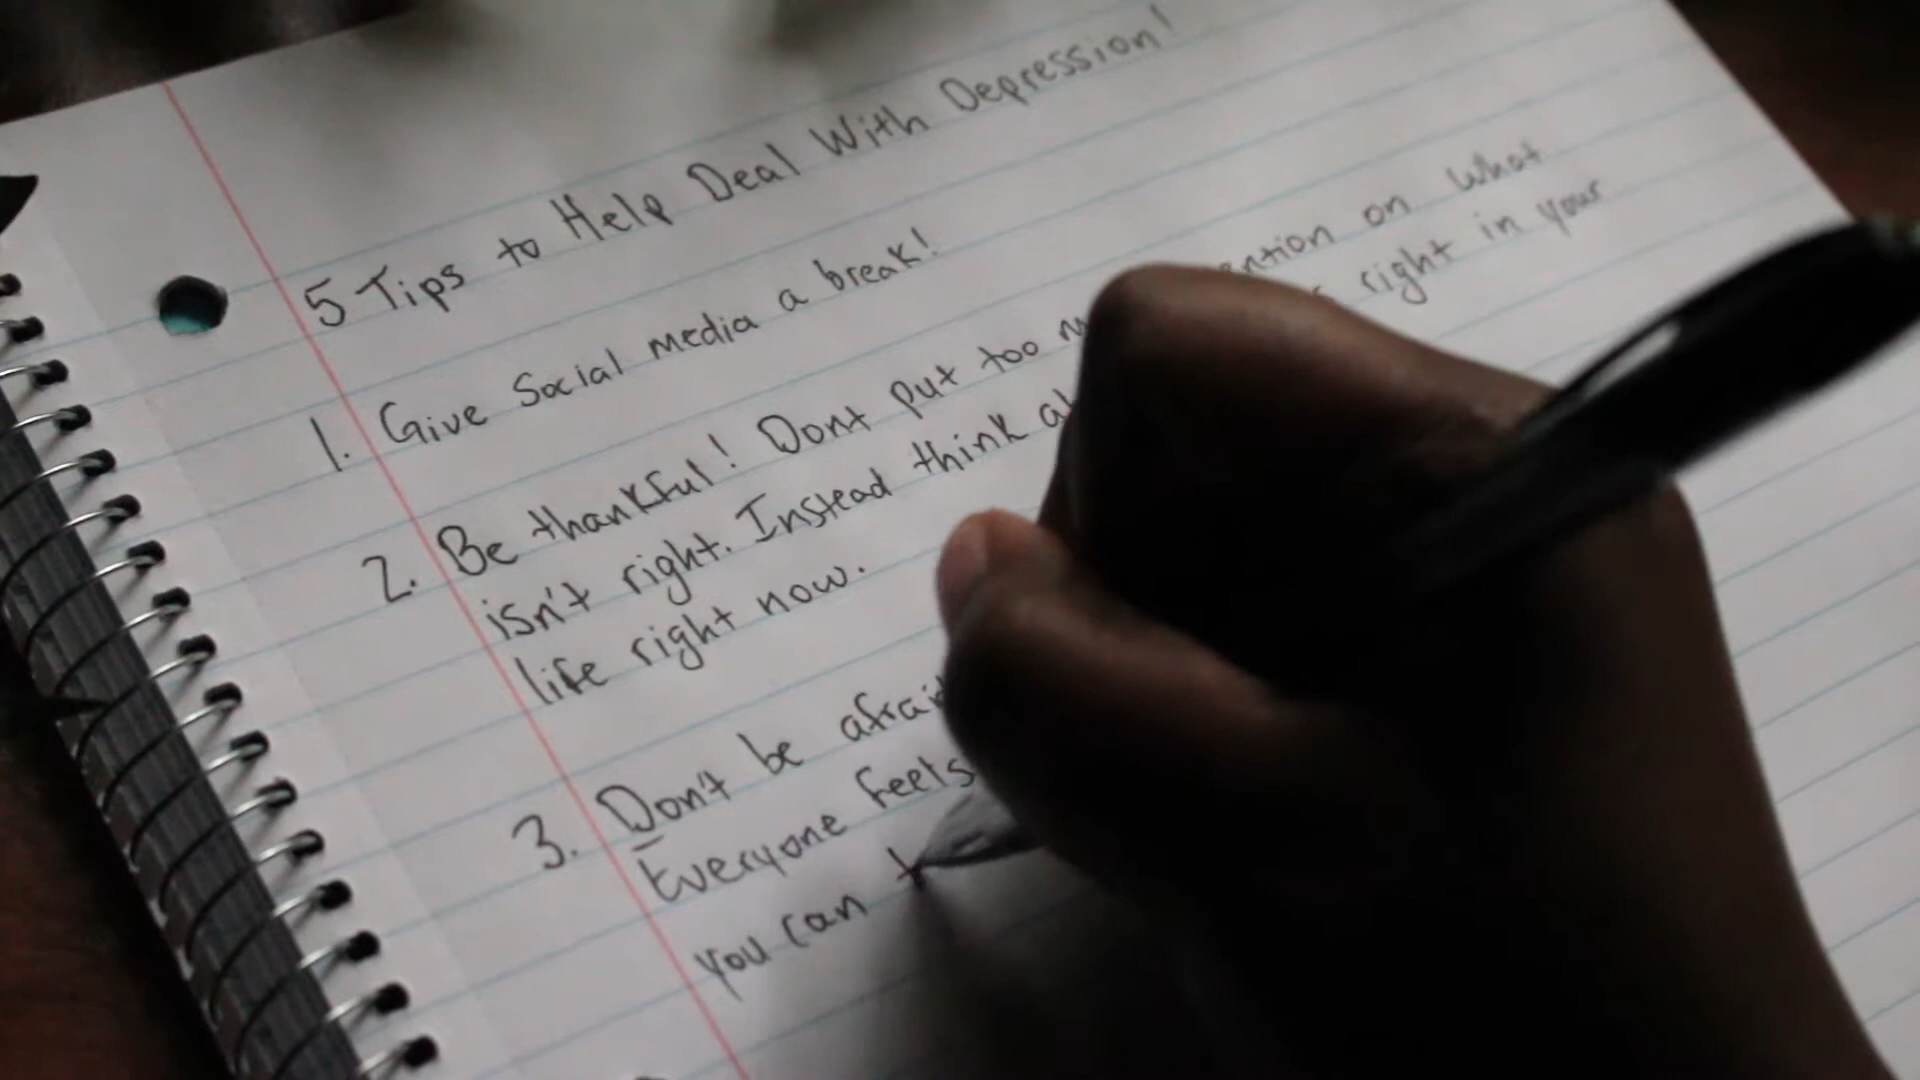 5 Tips to Help Deal With Depression!
1. Give Social media a break!
2. Be thankful! Dont put too on what
isn't right. Instead think right in your
life right now.
3. Don't be
Everyone feels
you can